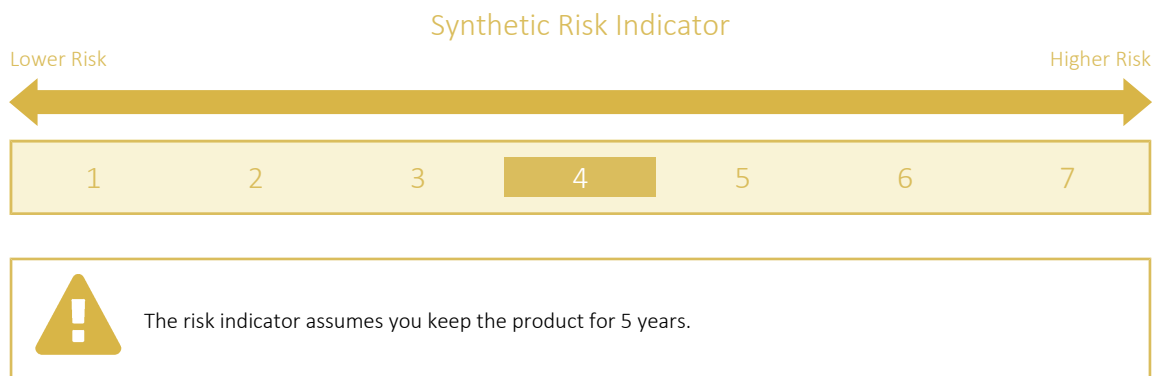 Synthetic Risk Indicator
Lower Risk Higher Risk
1 2 3 4 5 6 7
The risk indicator assumes you keep the product for 5 years.